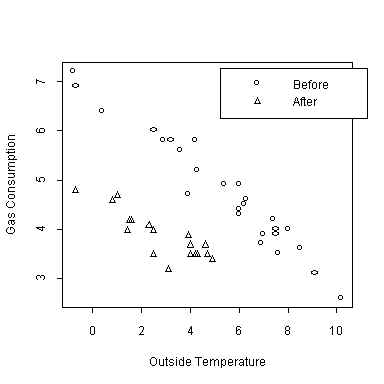 Before
After
7
6
5
4
3
Gas Consumption
0 2 4 6 8 10
Outside Temperature